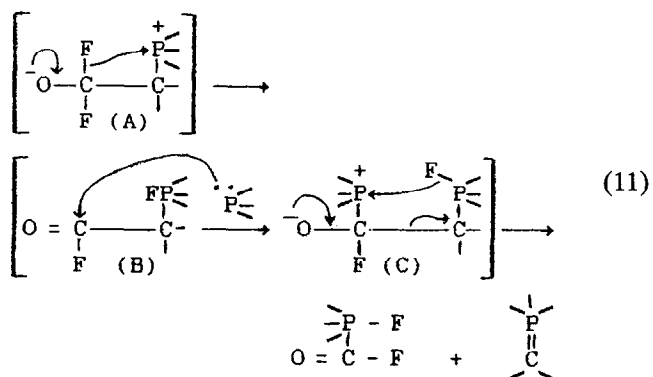 F +P
⁻O—C—C—
F (A)
FP P
O = C—C— ⁻O—C—C— (11)
F (B) +P F P
F (C)
P – F P
O = C – F + C